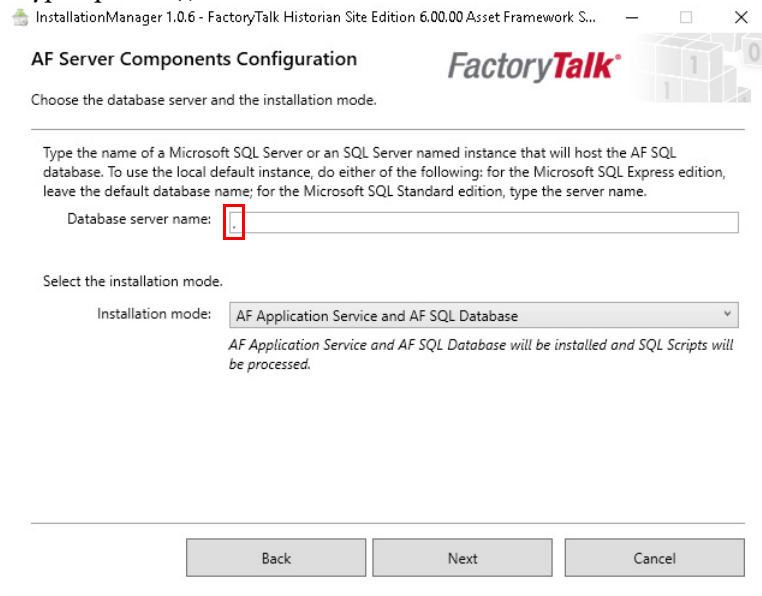 InstallationManager 1.0.6 - FactoryTalk Historian Site Edition 6.00.00 Asset Framework S...
AF Server Components Configuration
FactoryTalk
Choose the database server and the installation mode.
Type the name of a Microsoft SQL Server or an SQL Server named instance that will host the AF SQL
database. To use the local default instance, do either of the following: for the Microsoft SQL Express edition,
leave the default database name; for the Microsoft SQL Standard edition, type the server name.
Database server name: .
Select the installation mode.
Installation mode: AF Application Service and AF SQL Database
AF Application Service and AF SQL Database will be installed and SQL Scripts will
be processed.
Back Next Cancel